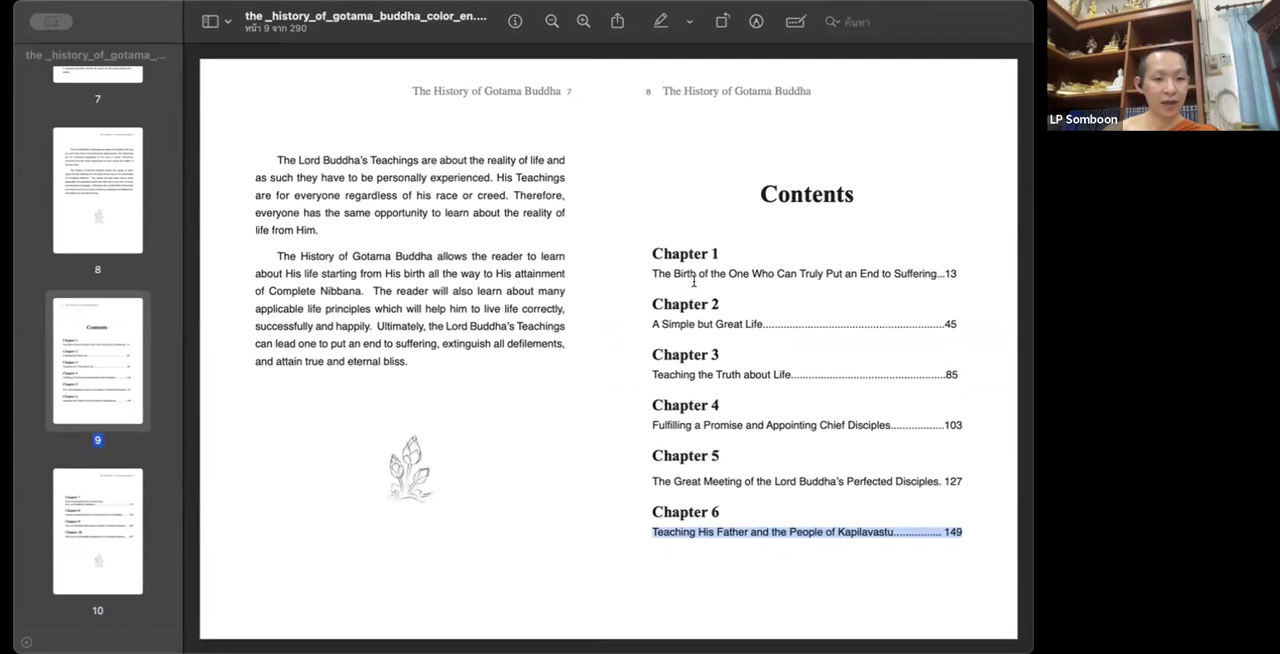 the _history_of_gotama_buddha_color_en....
หน้า 9 จาก 290
ค้นหา
the _history_of_gotama_...
7
8
Contents
9
10
The History of Gotama Buddha 7
The Lord Buddha's Teachings are about the reality of life and
as such they have to be personally experienced. His Teachings
are for everyone regardless of his race or creed. Therefore,
everyone has the same opportunity to learn about the reality of
life from Him.
The History of Gotama Buddha allows the reader to learn
about His life starting from His birth all the way to His attainment
of Complete Nibbana. The reader will also learn about many
applicable life principles which will help him to live life correctly,
successfully and happily. Ultimately, the Lord Buddha's Teachings
can lead one to put an end to suffering, extinguish all defilements,
and attain true and eternal bliss.
8 The History of Gotama Buddha
Contents
Chapter 1
The Birth of the One Who Can Truly Put an End to Suffering...13
Chapter 2
A Simple but Great Life..............................................................45
Chapter 3
Teaching the Truth about Life....................................................85
Chapter 4
Fulfilling a Promise and Appointing Chief Disciples..................103
Chapter 5
The Great Meeting of the Lord Buddha's Perfected Disciples. 127
Chapter 6
Teaching His Father and the People of Kapilavastu................ 149
LP Somboon